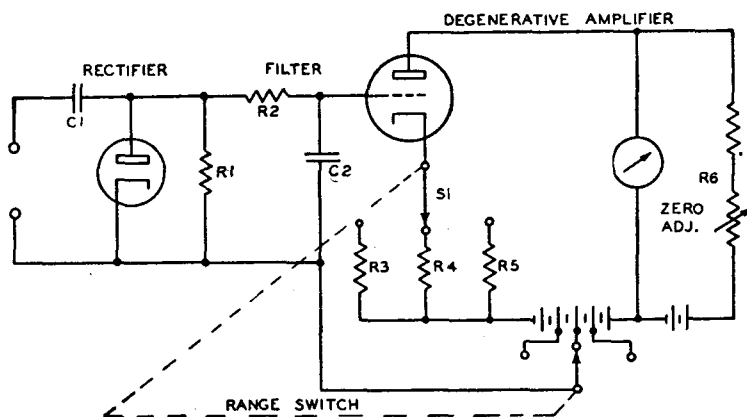 DEGENERATIVE AMPLIFIER
RECTIFIER
FILTER
C1
R2
R1
C2
S1
R6
ZERO
ADJ.
R3
R4
R5
RANGE SWITCH